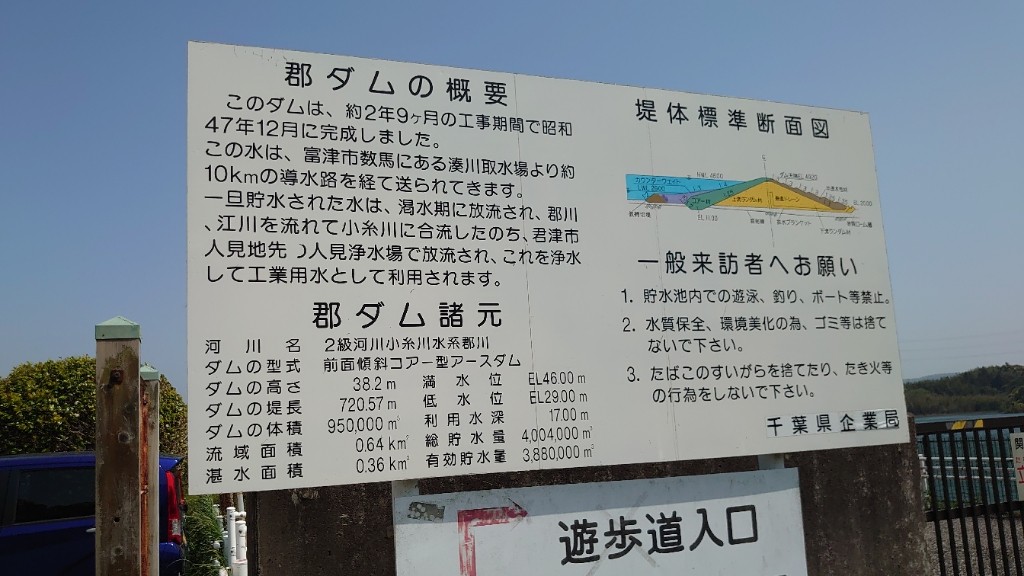 郡ダムの概要
このダムは、約2年9ヶ月の工事期間で昭和
47年12月に完成しました。
この水は、富津市数馬にある湊川取水場より約
10kmの導水路を経て送られてきます。
一旦貯水された水は、渇水期に放流され、郡川
、江川を流れて小糸川に合流したのち、君津市
人見地先 )人見浄水場で放流され、これを浄水
して工業用水として利用されます。
郡ダム諸元
河川名 2級河川小糸川水系郡川
ダムの型式 前面傾斜コアー型アースダム
ダムの高さ 38.2m 満水位 EL46.00m
ダムの堤長 720.57m 低水位 EL29.00m
ダムの体積 950,000㎥ 利用水深 17.00m
流域面積 0.64k㎡ 総貯水量 4,004,000㎥
湛水面積 0.36k㎡ 有効貯水量 3,880,000㎥
堤体標準断面図
カウンターウェイト
上流ランダム材
一般来訪者へお願い
1. 貯水池内での遊泳、釣り、ボート等禁止。
2. 水質保全、環境美化の為、ゴミ等は捨て
ないで下さい。
3. たばこのすいがらを捨てたり、たき火等
の行為をしないで下さい。
千葉県企業局
遊歩道入口